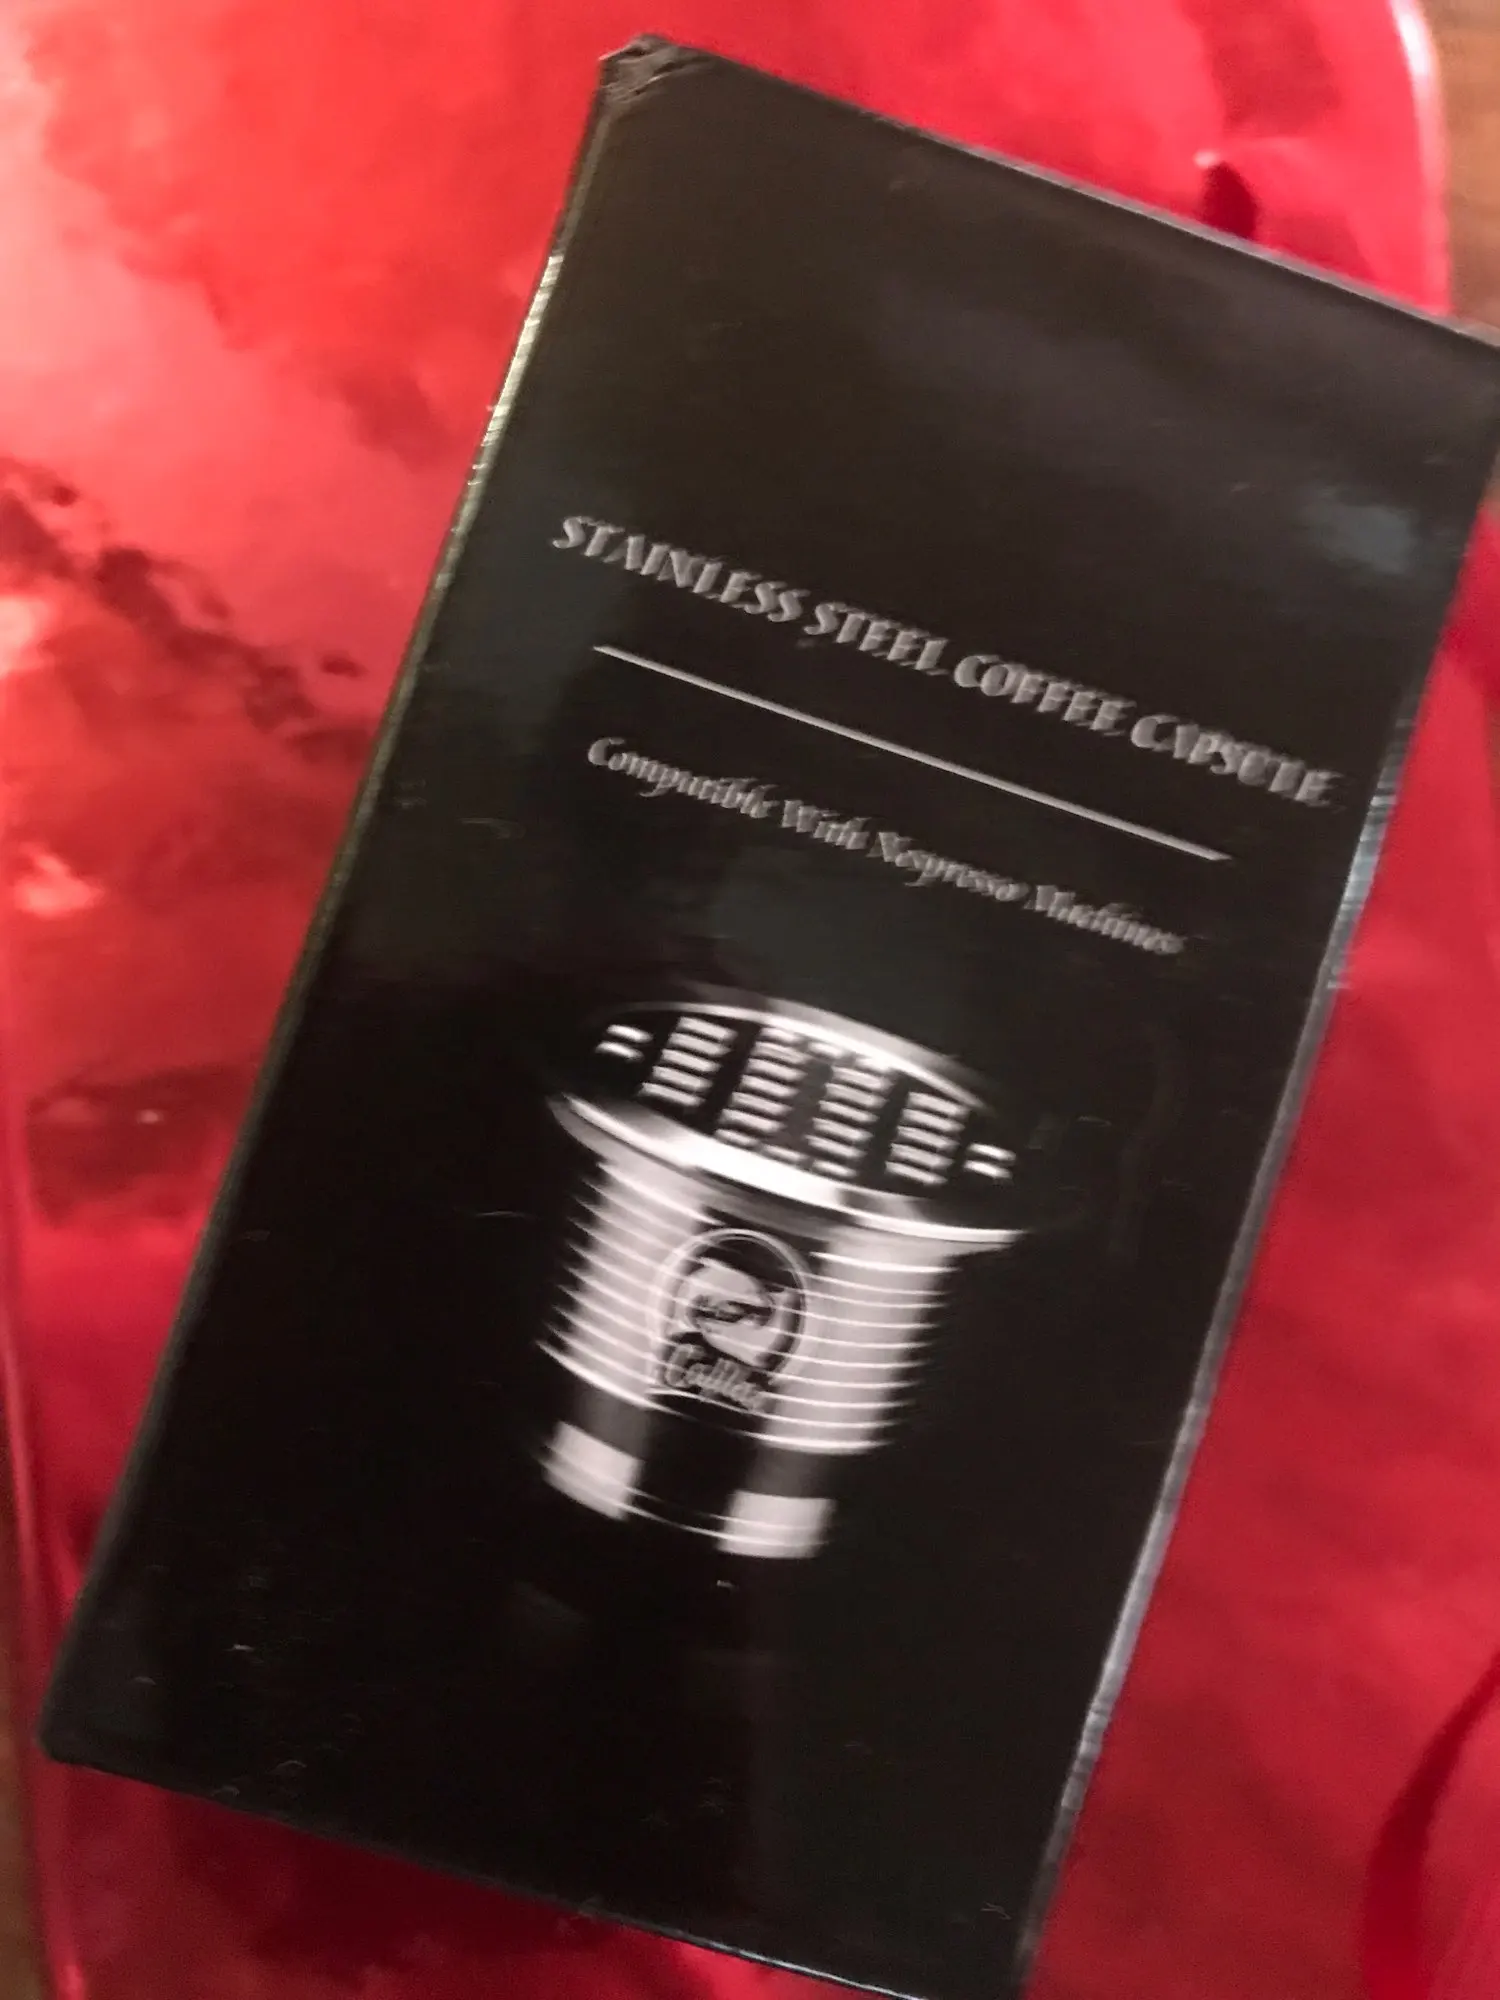 STAINLESS STEEL COFFEE CAPSULE
Compatible With Nespresso Machines